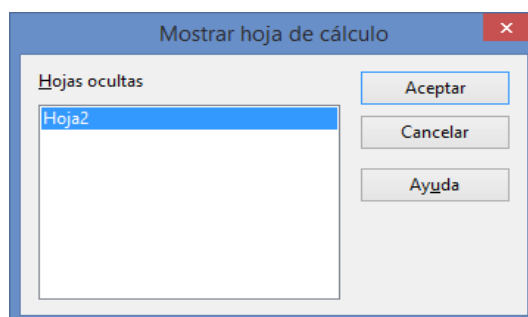 Mostrar hoja de cálculo
Hojas ocultas
Hoja2
Aceptar
Cancelar
Ayuda